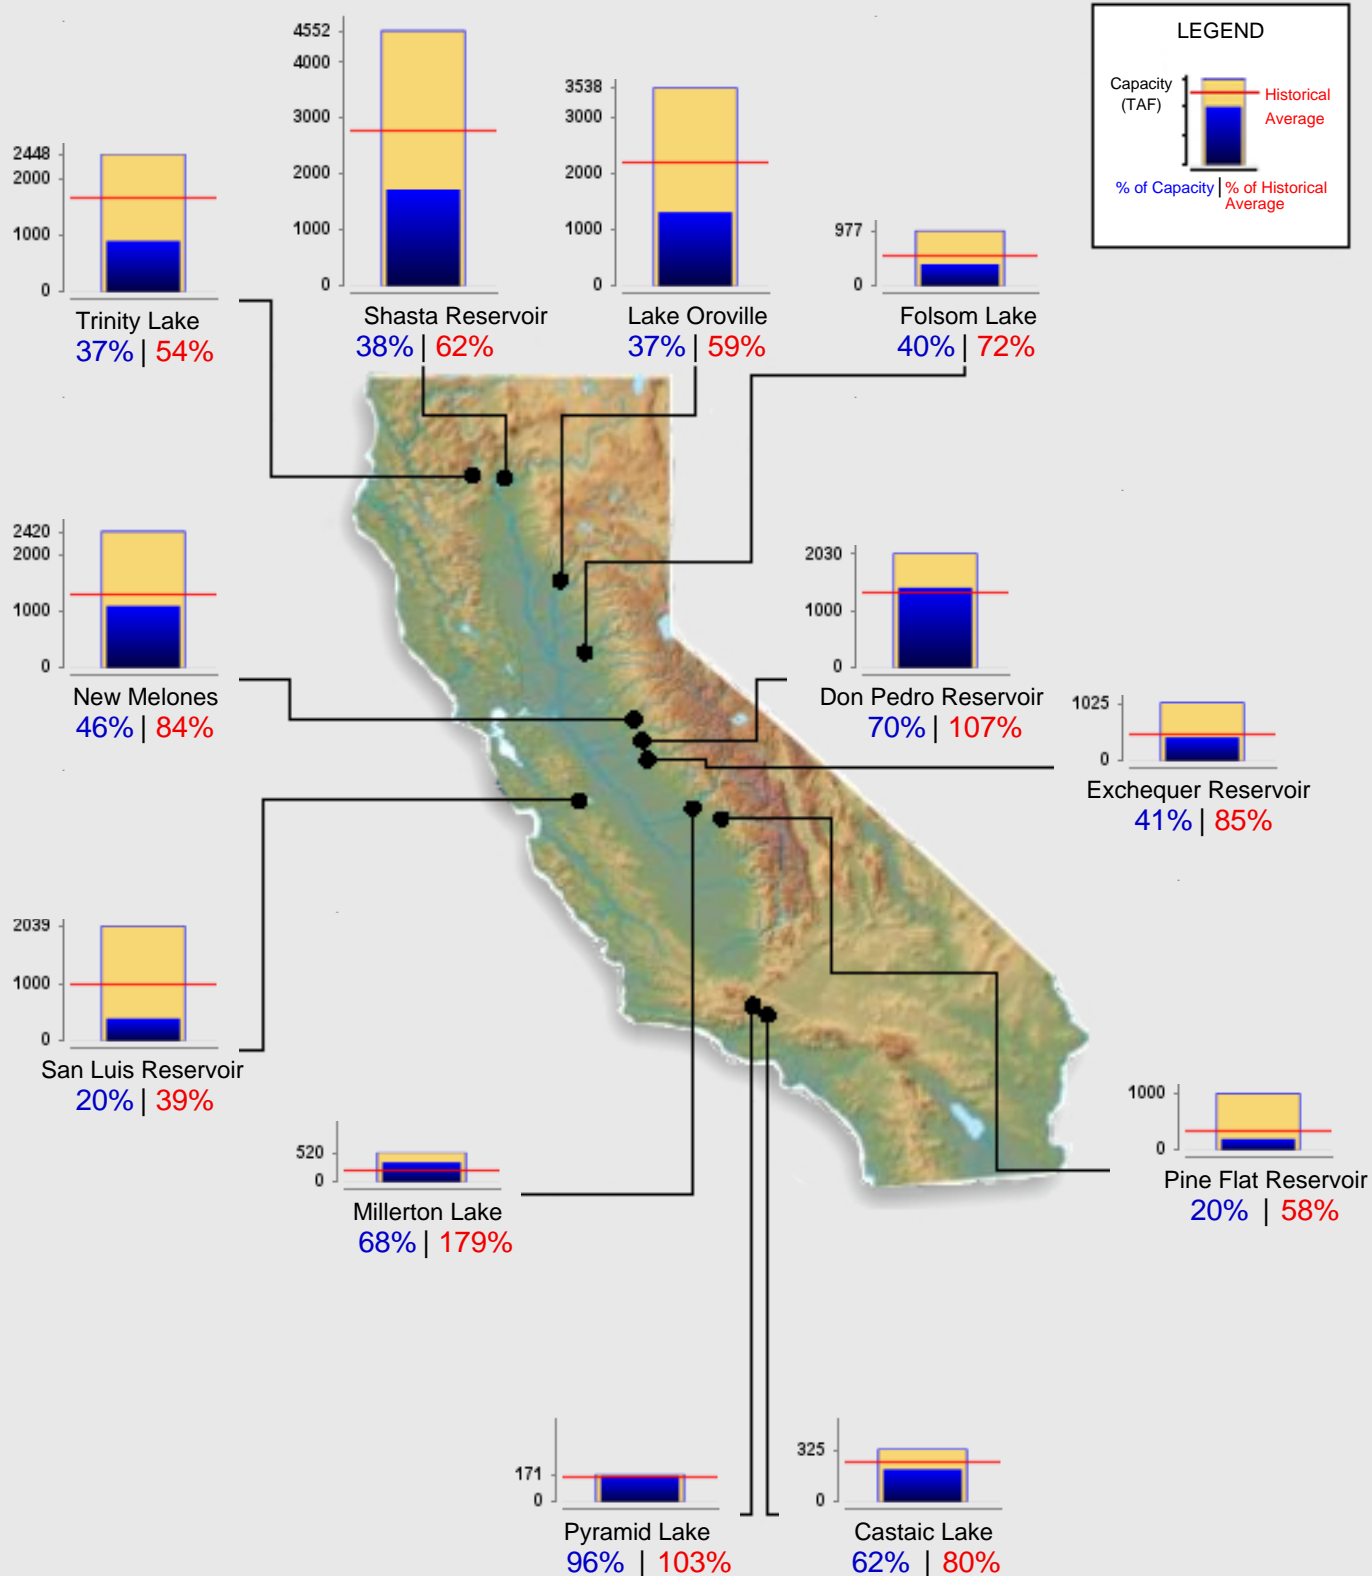 LEGEND
Capacity
(TAF)
Historical
Average
% of Capacity | % of Historical
Average
4552
4000
3000
2000
1000
0
Shasta Reservoir
38% | 62%
3538
3000
2000
1000
0
Lake Oroville
37% | 59%
2448
2000
1000
0
Trinity Lake
37% | 54%
977
0
Folsom Lake
40% | 72%
2420
2000
1000
0
New Melones
46% | 84%
2030
1000
0
Don Pedro Reservoir
70% | 107%
1025
0
Exchequer Reservoir
41% | 85%
2039
1000
0
San Luis Reservoir
20% | 39%
520
0
Millerton Lake
68% | 179%
1000
0
Pine Flat Reservoir
20% | 58%
171
0
Pyramid Lake
96% | 103%
325
0
Castaic Lake
62% | 80%